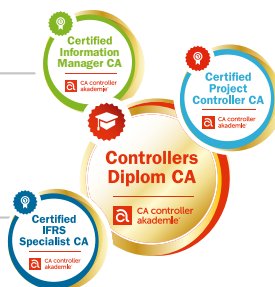 Certified
Information
Manager CA
CA controller
akademie
Certified
Project
Controller CA
CA controller
akademie
Controllers
Diplom CA
CA controller
akademie
Certified
IFRS
Specialist CA
CA controller
akademie